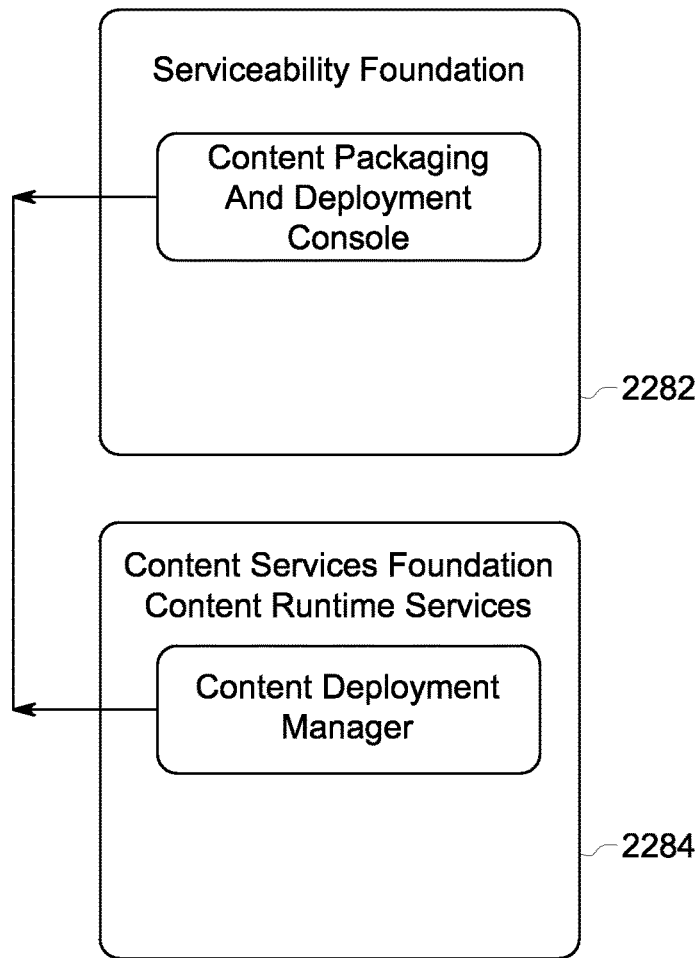 Serviceability Foundation
Content Packaging
And Deployment
Console
2282
Content Services Foundation
Content Runtime Services
Content Deployment
Manager
2284